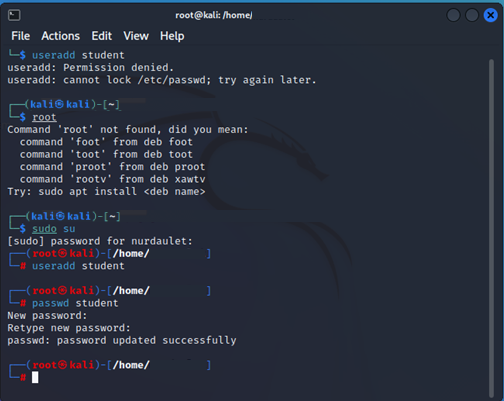 root@kali: /home/
File Actions Edit View Help
└─$ useradd student
useradd: Permission denied.
useradd: cannot lock /etc/passwd; try again later.
┌──(kali㉿kali)-[~]
└─$ root
Command 'root' not found, did you mean:
command 'foot' from deb foot
command 'toot' from deb toot
command 'proot' from deb proot
command 'rootv' from deb xawtv
Try: sudo apt install <deb name>
┌──(kali㉿kali)-[~]
└─$ sudo su
[sudo] password for nurdaulet:
┌──(root㉿kali)-[/home/ ]
└─# useradd student
┌──(root㉿kali)-[/home/ ]
└─# passwd student
New password:
Retype new password:
passwd: password updated successfully
┌──(root㉿kali)-[/home/ ]
└─#